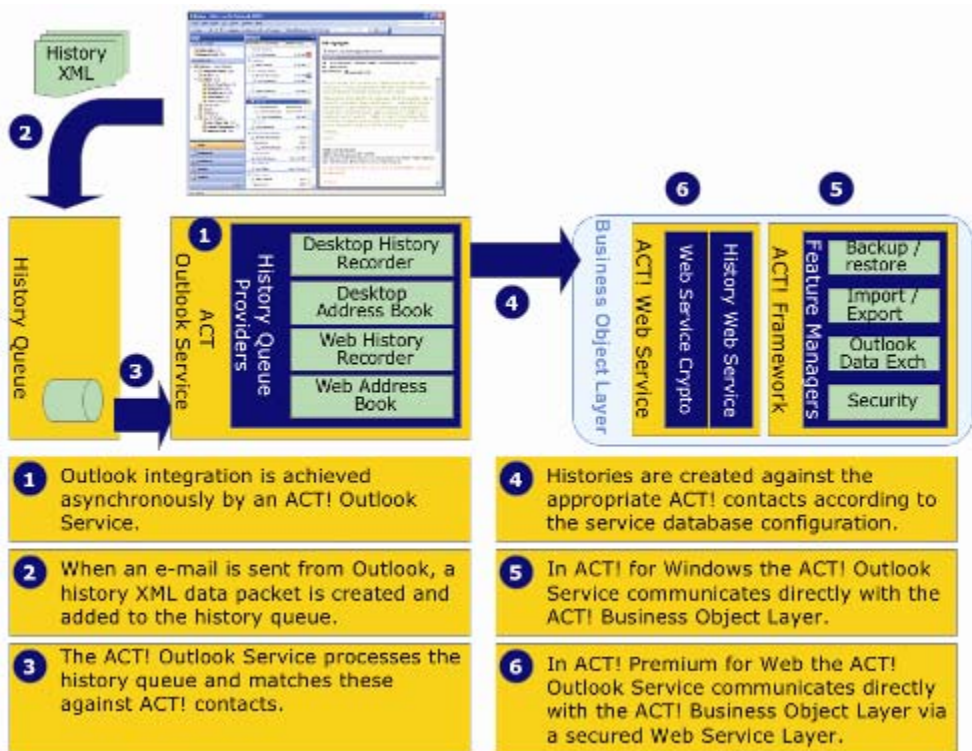 History
XML
2
History Queue
3
1
ACT
Outlook Service
History Queue
Providers
Desktop History
Recorder
Desktop
Address Book
Web History
Recorder
Web Address
Book
4
Business Object Layer
6
ACT! Web Service
Web Service Crypto
History Web Service
5
ACT! Framework
Feature Managers
Backup /
restore
Import /
Export
Outlook
Data Exch
Security
1
Outlook integration is achieved
asynchronously by an ACT! Outlook
Service.
2
When an e-mail is sent from Outlook, a
history XML data packet is created and
added to the history queue.
3
The ACT! Outlook Service processes the
history queue and matches these
against ACT! contacts.
4
Histories are created against the
appropriate ACT! contacts according to
the service database configuration.
5
In ACT! for Windows the ACT! Outlook
Service communicates directly with the
ACT! Business Object Layer.
6
In ACT! Premium for Web the ACT!
Outlook Service communicates directly
with the ACT! Business Object Layer via
a secured Web Service Layer.